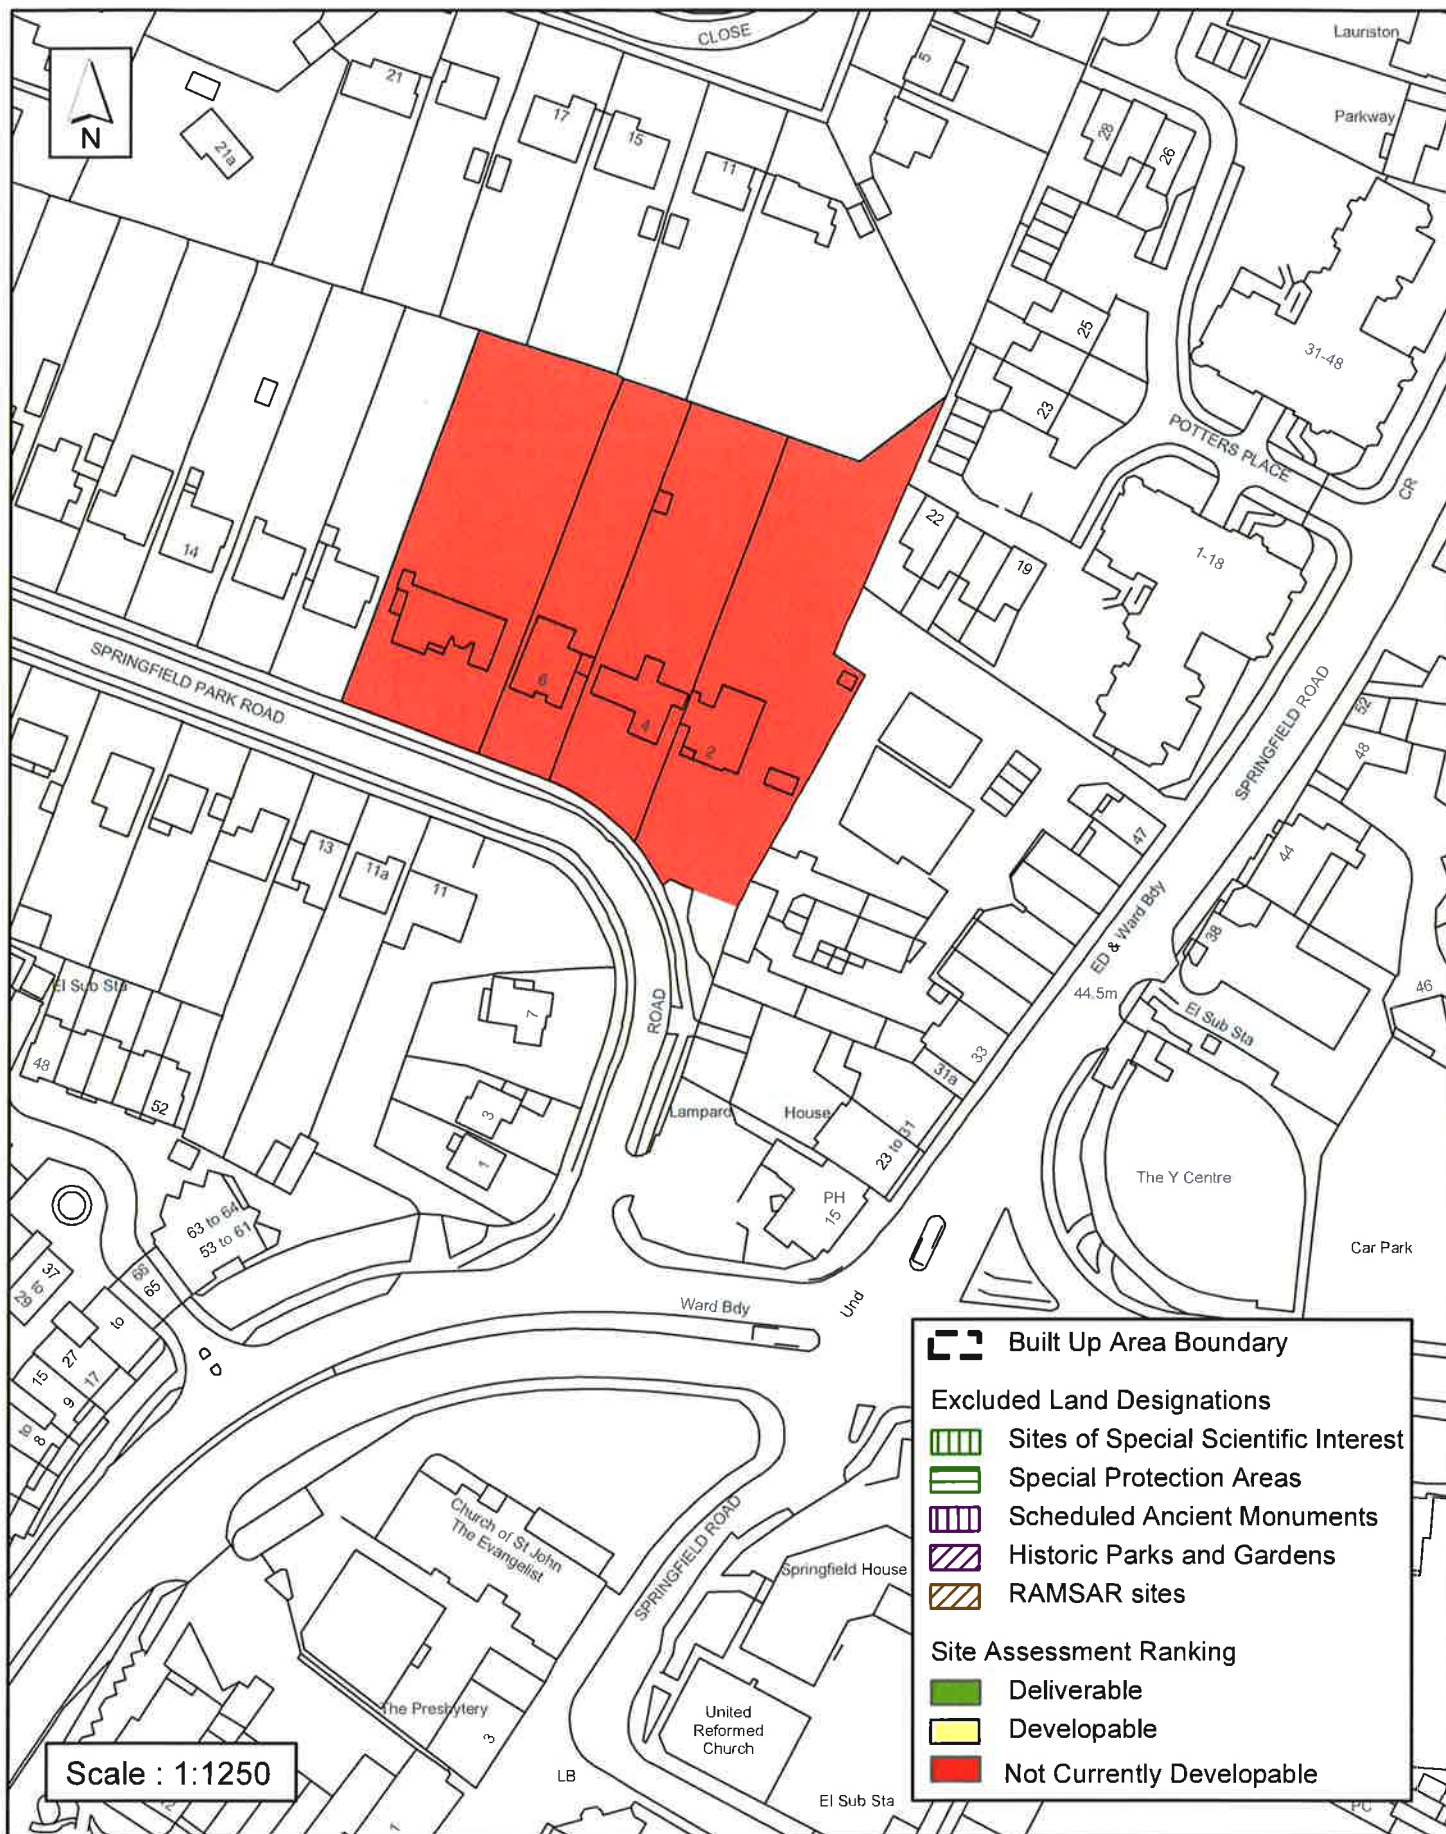 CLOSE
Lauriston
5
N
21
17
15
11
21a
28
26
Parkway
25
31-48
23
POTTERS PLACE
CR
22
19
1-18
14
SPRINGFIELD PARK ROAD
6
4
2
SPRINGFIELD ROAD
52
48
47
44
13
11a
11
ED & Ward Bdy
38
44.5m
46
El Sub Sta
El Sub Sta
7
ROAD
33
31a
48
52
3
1
Lampard House
23 to 31
PH
15
The Y Centre
Car Park
63 to 64
53 to 61
66
65
to
37
to
29
27
17
15
9
8
Ward Bdy
Und
Church of St John
The Evangelist
SPRINGFIELD ROAD
Springfield House
The Presbytery
3
United
Reformed
Church
LB
El Sub Sta
PC
1
Scale : 1:1250
Built Up Area Boundary
Excluded Land Designations
Sites of Special Scientific Interest
Special Protection Areas
Scheduled Ancient Monuments
Historic Parks and Gardens
RAMSAR sites
Site Assessment Ranking
Deliverable
Developable
Not Currently Developable